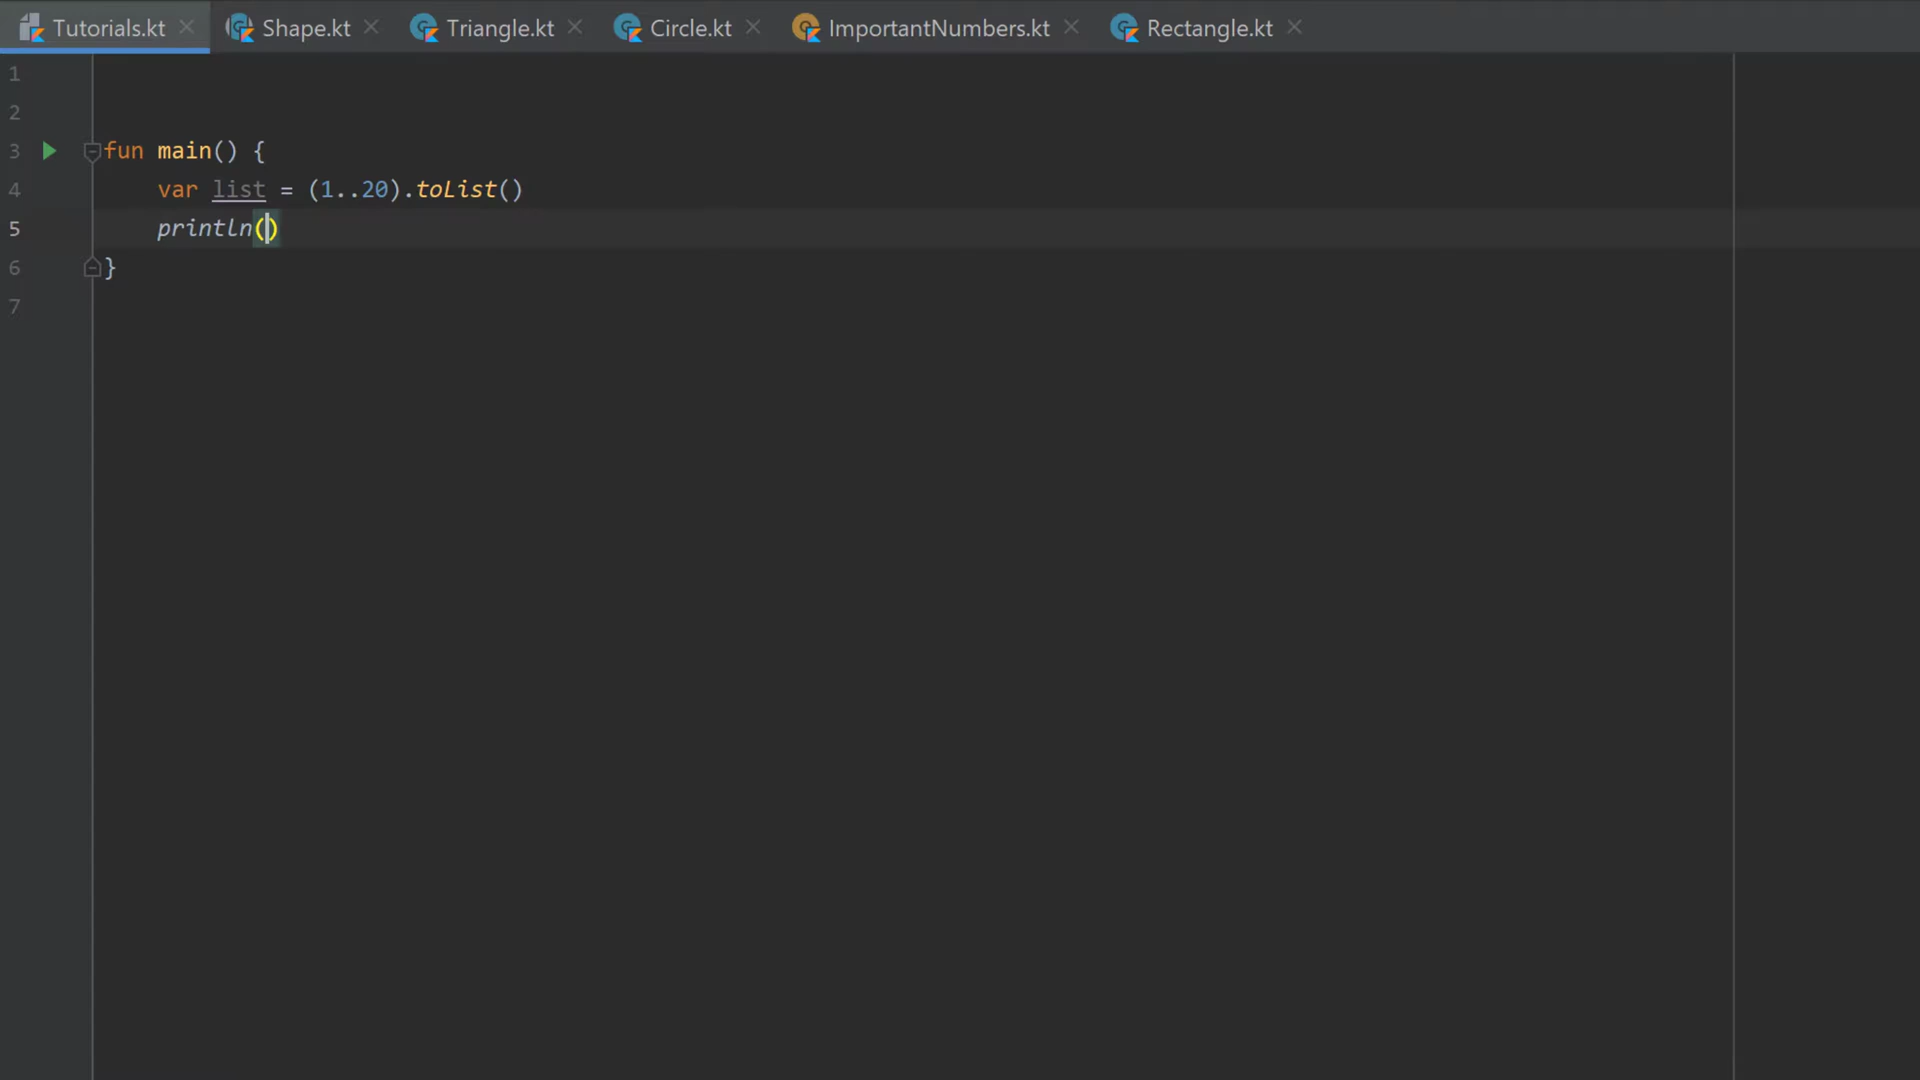 Tutorials.kt Shape.kt Triangle.kt Circle.kt ImportantNumbers.kt Rectangle.kt
1
2
3 fun main() {
4 var list = (1..20).toList()
5 println()
6 }
7